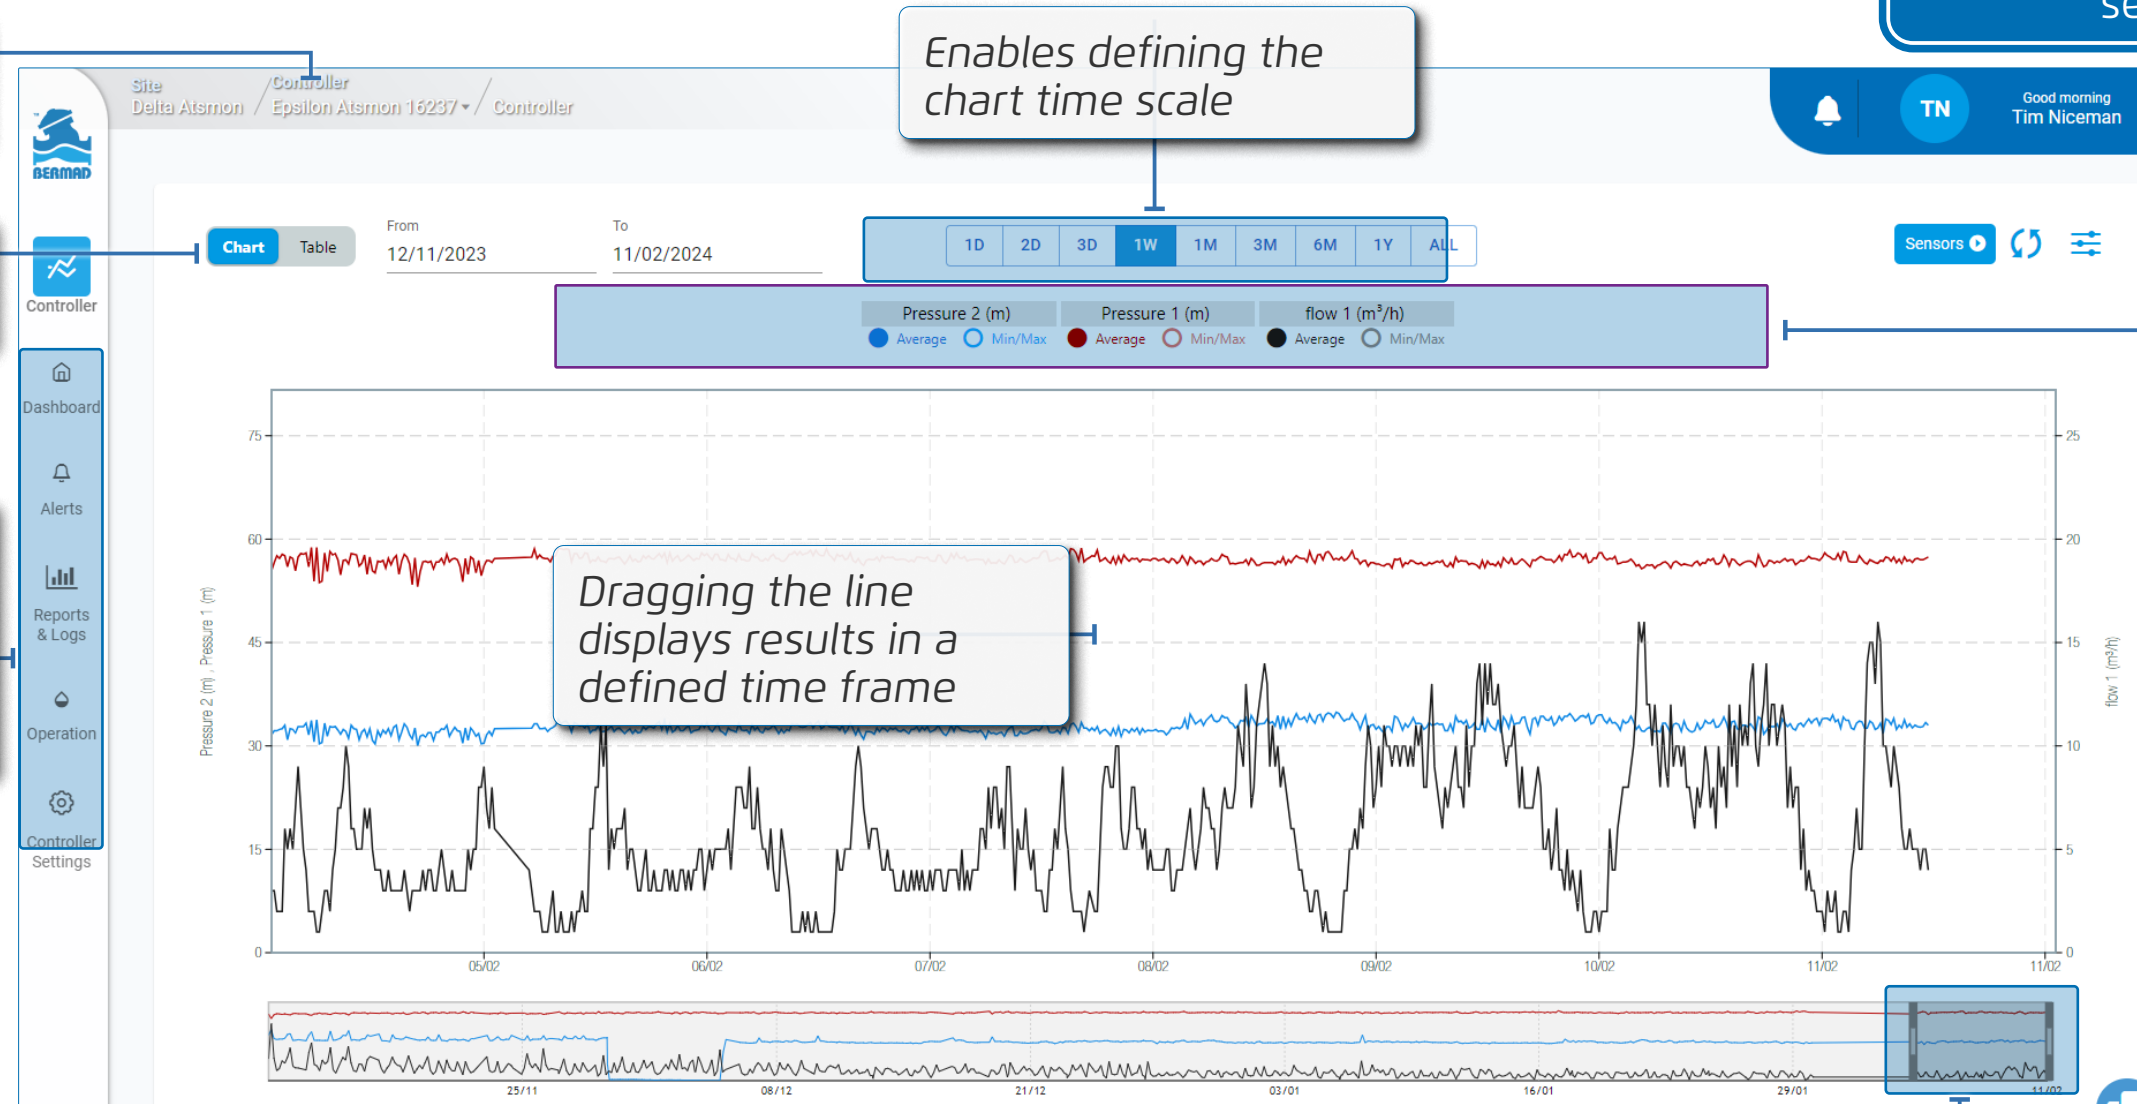 se
Enables defining the
chart time scale
Site
Delta Atsmon / Controller
Epsilon Atsmon 16237 / Controller
TN
Good morning
Tim Niceman
BERMAD
Chart
Table
From
12/11/2023
To
11/02/2024
1D 2D 3D 1W 1M 3M 6M 1Y ALL
Sensors
Controller
Pressure 2 (m) Pressure 1 (m) flow 1 (m³/h)
Average Min/Max Average Min/Max Average Min/Max
Dashboard
Alerts
Reports
& Logs
Operation
Controller
Settings
75
60
45
30
15
0
Pressure 2 (m) , Pressure 1 (m)
25
20
15
10
5
0
flow 1 (m³/h)
Dragging the line
displays results in a
defined time frame
05/02 06/02 07/02 08/02 09/02 10/02 11/02 11/02
25/11 08/12 21/12 03/01 16/01 29/01 11/02